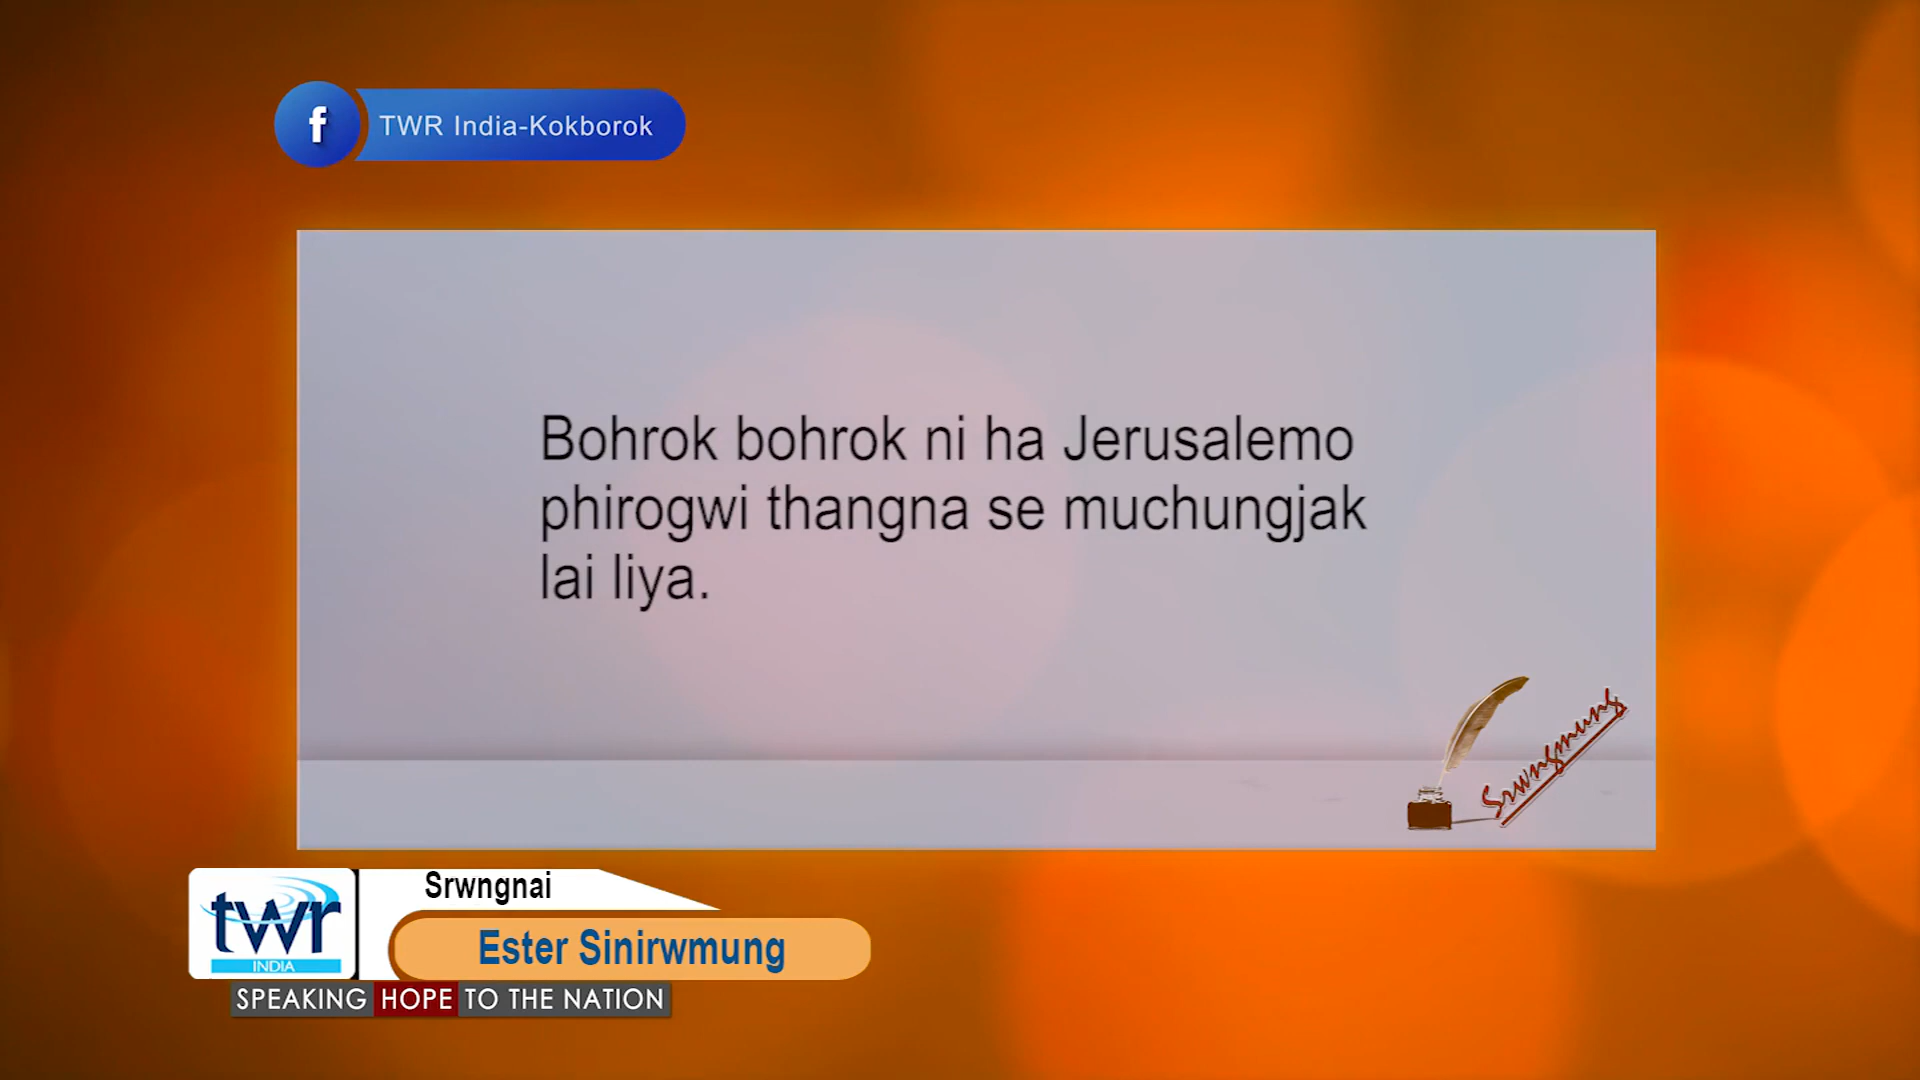 f
TWR India-Kokborok
Bohrok bohrok ni ha Jerusalemo
phirogwi thangna se muchungjak
lai liya.
Srwngmung
Srwngnai
twr
INDIA
Ester Sinirwmung
SPEAKING HOPE TO THE NATION